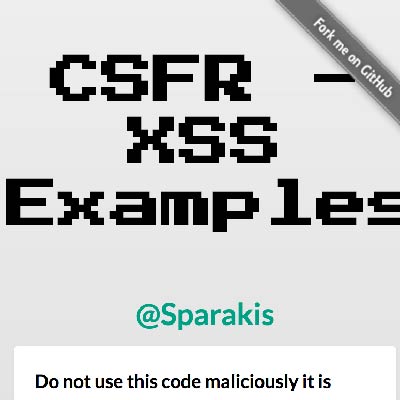 Fork me on GitHub
CSFR -
XSS
Examples
@Sparakis
Do not use this code maliciously it is